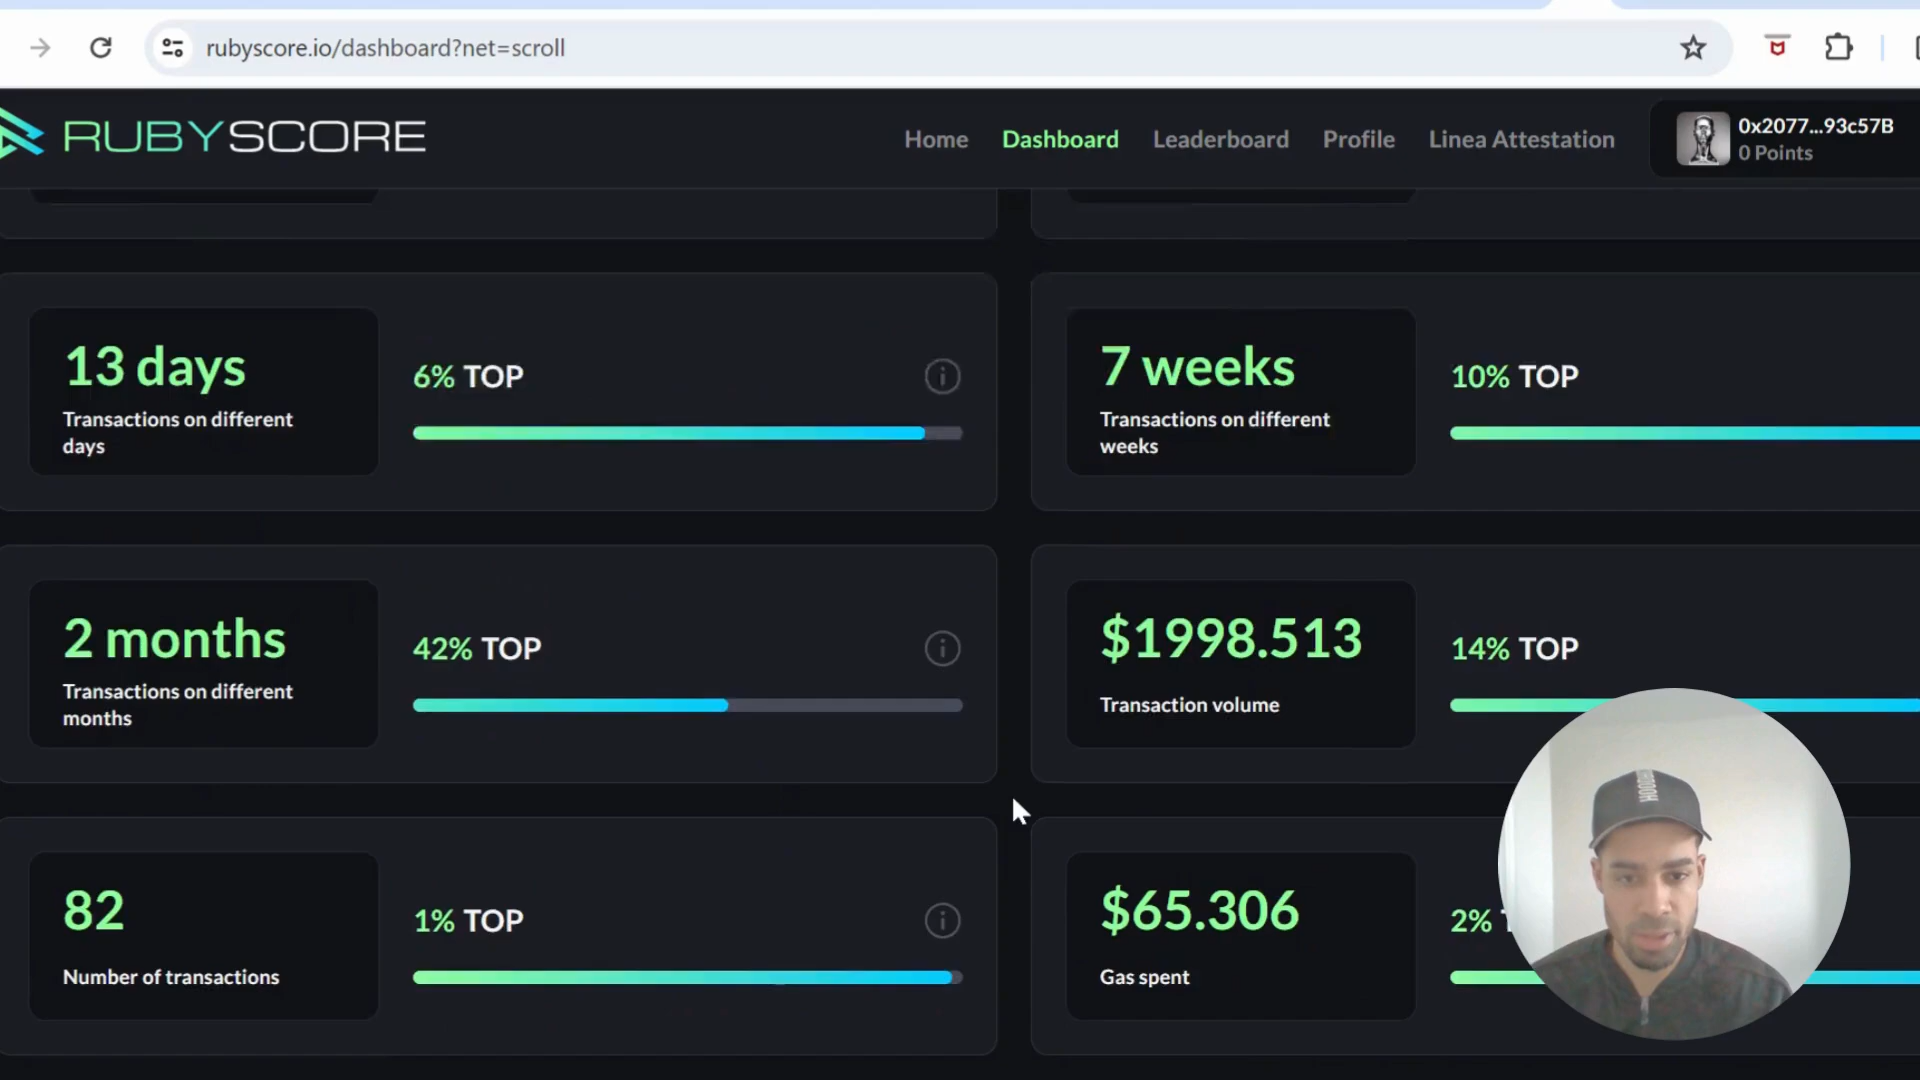 rubyscore.io/dashboard?net=scroll
RUBYSCORE
Home Dashboard Leaderboard Profile Linea Attestation
0x2077...93c57B
0 Points
13 days
Transactions on different
days
6% TOP
7 weeks
Transactions on different
weeks
10% TOP
2 months
Transactions on different
months
42% TOP
$1998.513
Transaction volume
14% TOP
82
Number of transactions
1% TOP
$65.306
Gas spent
2%
HOODRICH